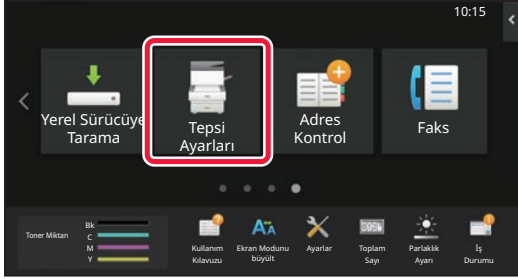 10:15
Yerel Sürücüye
Tarama
Tepsi
Ayarları
Adres
Kontrol
Faks
Toner Miktarı
Bk
C
M
Y
Kullanım
Kılavuzu
Ekran Modunu
büyült
Ayarlar
Toplam
Sayı
Parlaklık
Ayarı
İş
Durumu